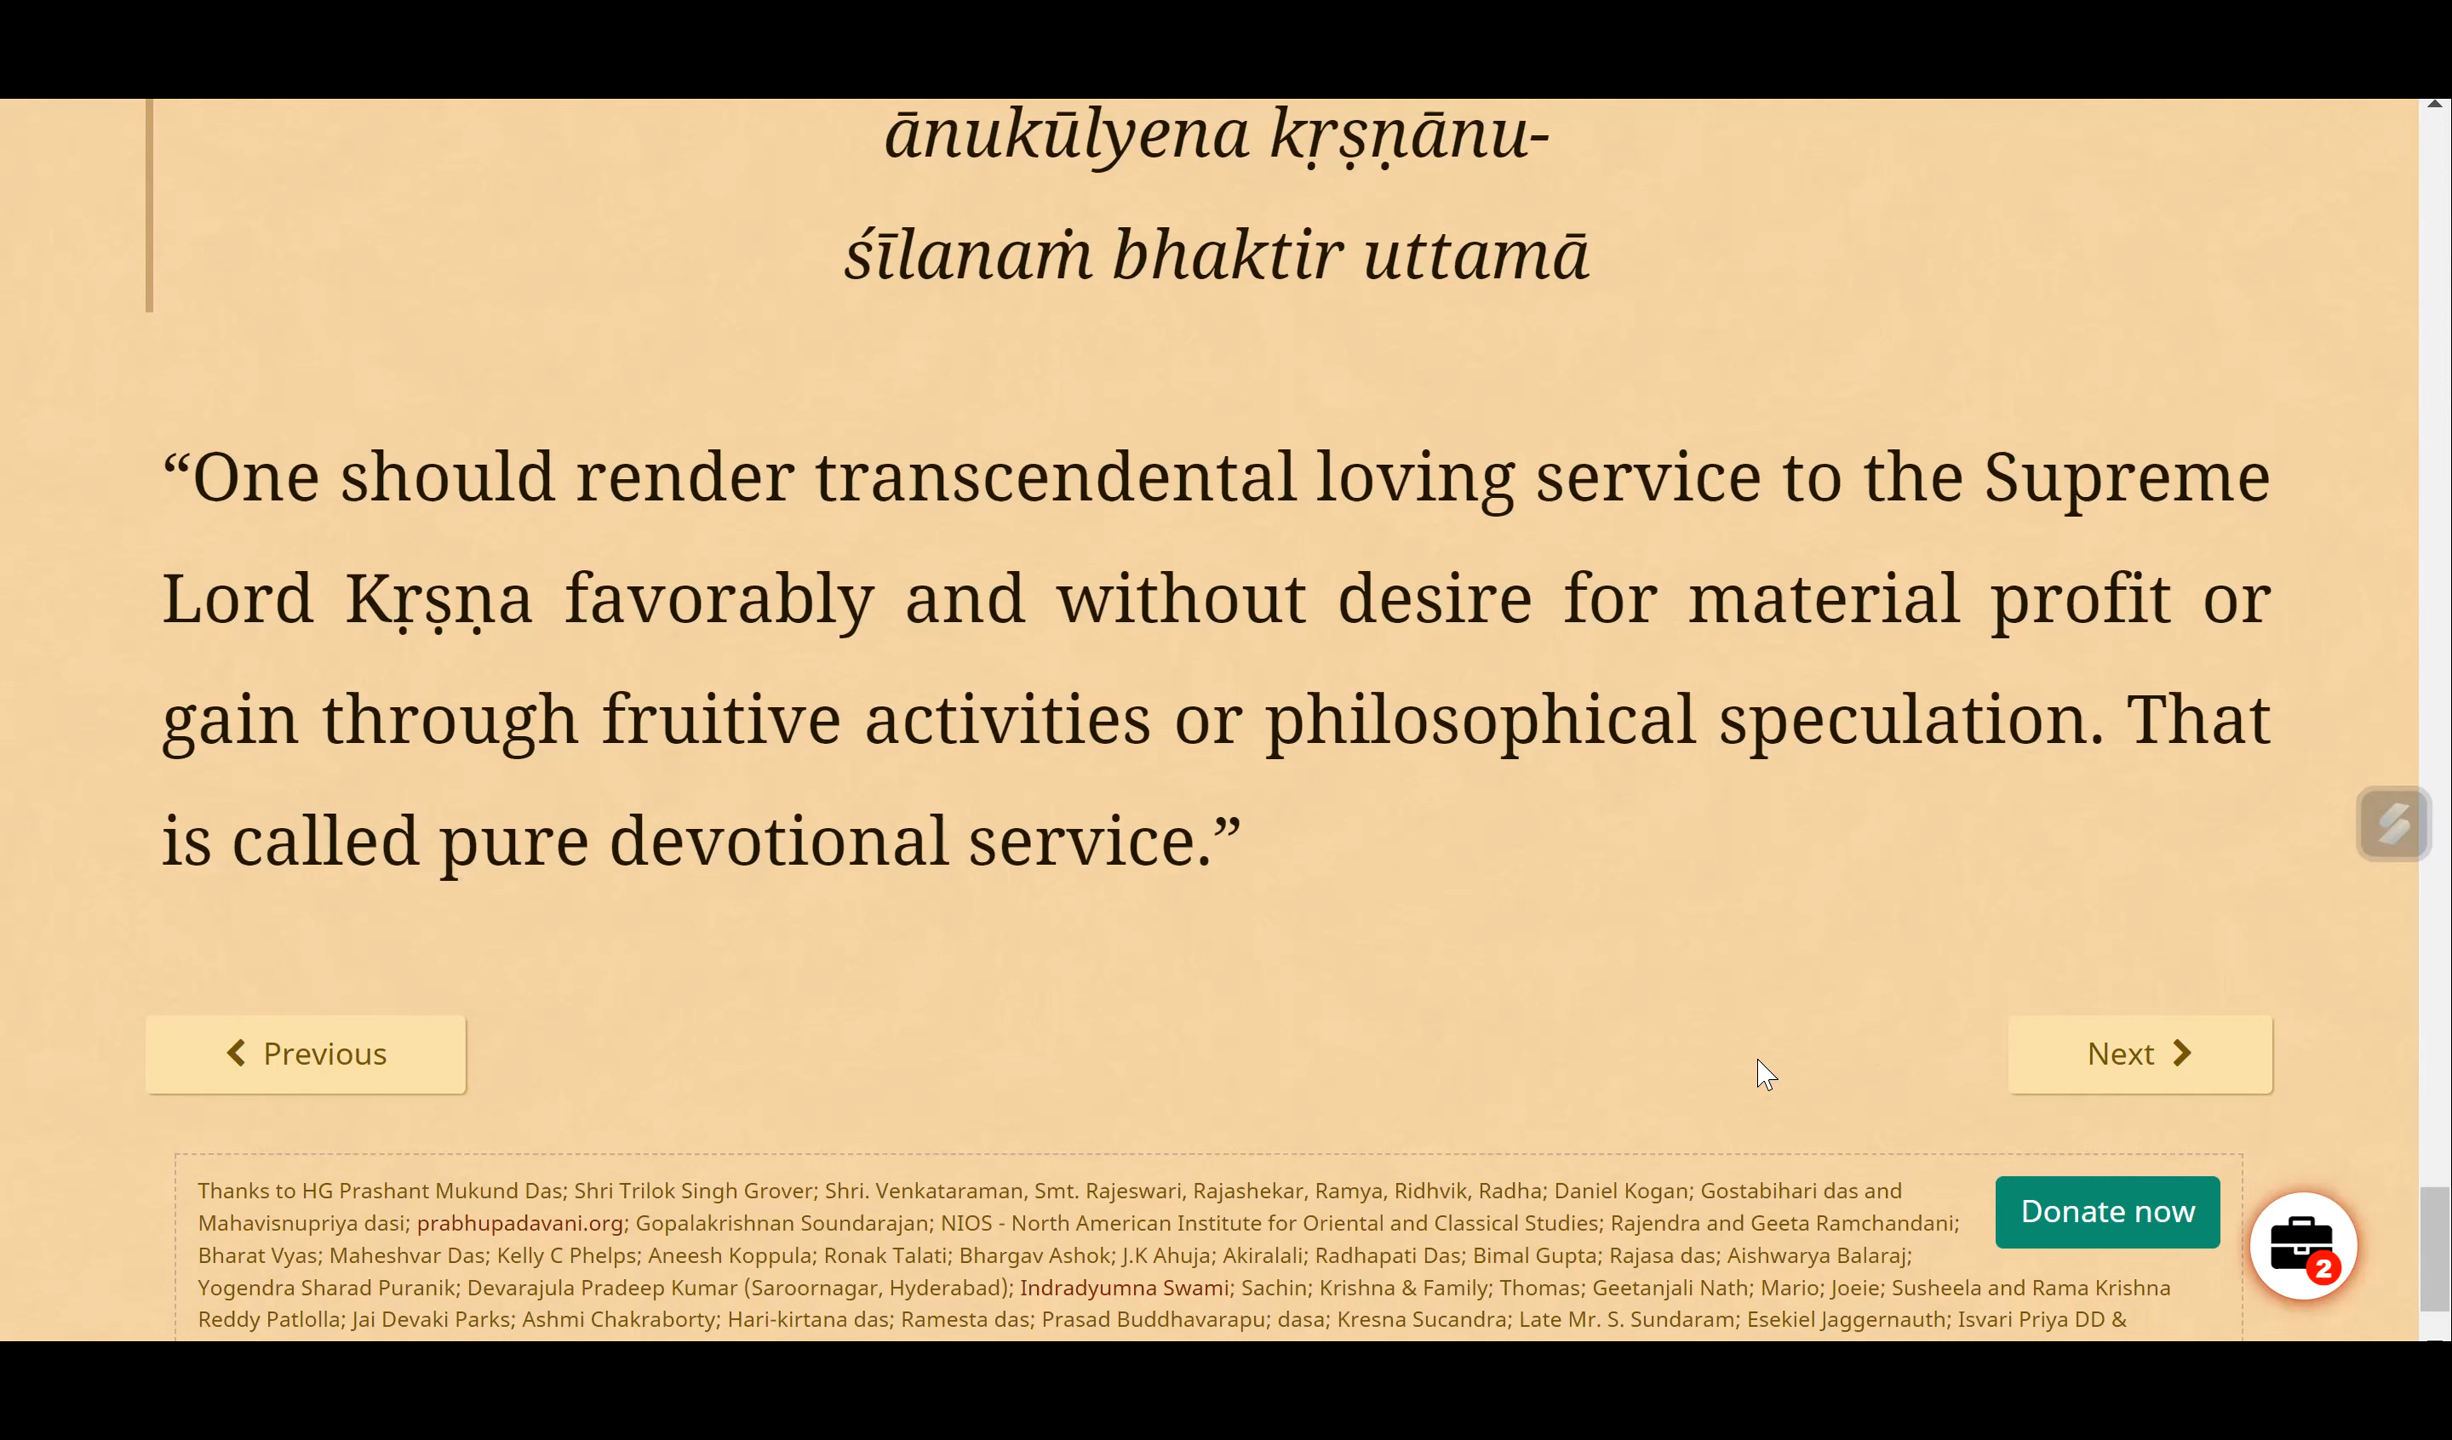 ānukūlyena kṛṣṇānu-
śīlanaṁ bhaktir uttamā
“One should render transcendental loving service to the Supreme
Lord Kṛṣṇa favorably and without desire for material profit or
gain through fruitive activities or philosophical speculation. That
is called pure devotional service.”
Previous
Next
Thanks to HG Prashant Mukund Das; Shri Trilok Singh Grover; Shri. Venkataraman, Smt. Rajeswari, Rajashekar, Ramya, Ridhvik, Radha; Daniel Kogan; Gostabihari das and
Mahavisnupriya dasi; prabhupadavani.org; Gopalakrishnan Soundarajan; NIOS - North American Institute for Oriental and Classical Studies; Rajendra and Geeta Ramchandani;
Bharat Vyas; Maheshvar Das; Kelly C Phelps; Aneesh Koppula; Ronak Talati; Bhargav Ashok; J.K Ahuja; Akiralali; Radhapati Das; Bimal Gupta; Rajasa das; Aishwarya Balaraj;
Yogendra Sharad Puranik; Devarajula Pradeep Kumar (Saroornagar, Hyderabad); Indradyumna Swami; Sachin; Krishna & Family; Thomas; Geetanjali Nath; Mario; Joeie; Susheela and Rama Krishna
Reddy Patlolla; Jai Devaki Parks; Ashmi Chakraborty; Hari-kirtana das; Ramesta das; Prasad Buddhavarapu; dasa; Kresna Sucandra; Late Mr. S. Sundaram; Esekiel Jaggernauth; Isvari Priya DD &
Donate now
2